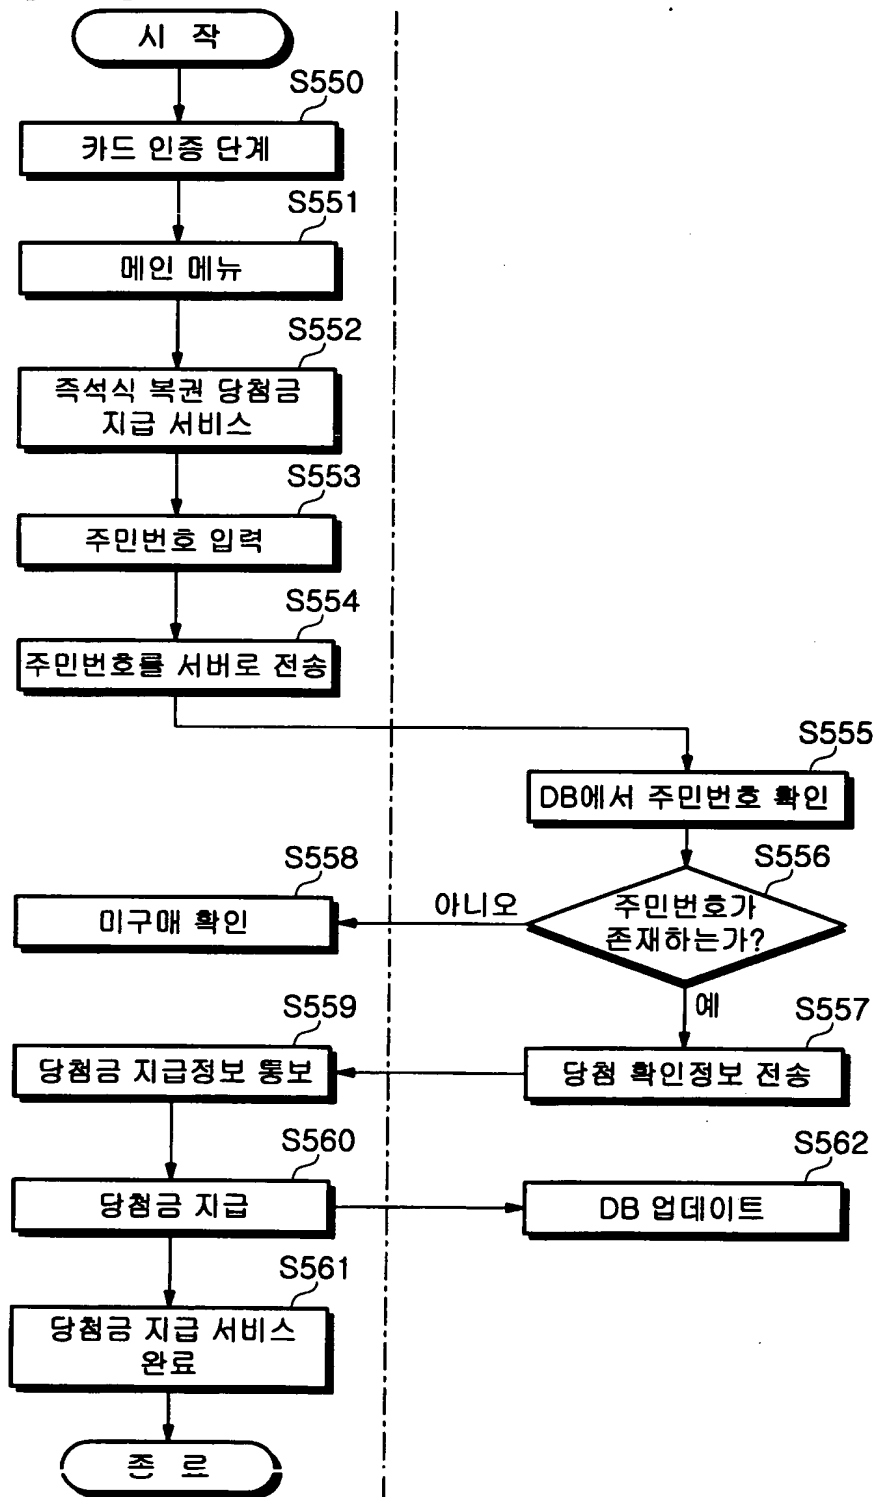 시 작
S550
카드 인증 단계
S551
메인 메뉴
S552
즉석식 복권 당첨금
지급 서비스
S553
주민번호 입력
S554
주민번호를 서버로 전송
S555
DB에서 주민번호 확인
S556
주민번호가
존재하는가?
아니오
S558
미구매 확인
예
S557
당첨 확인정보 전송
S559
당첨금 지급정보 통보
S560
당첨금 지급
S562
DB 업데이트
S561
당첨금 지급 서비스
완료
종 료